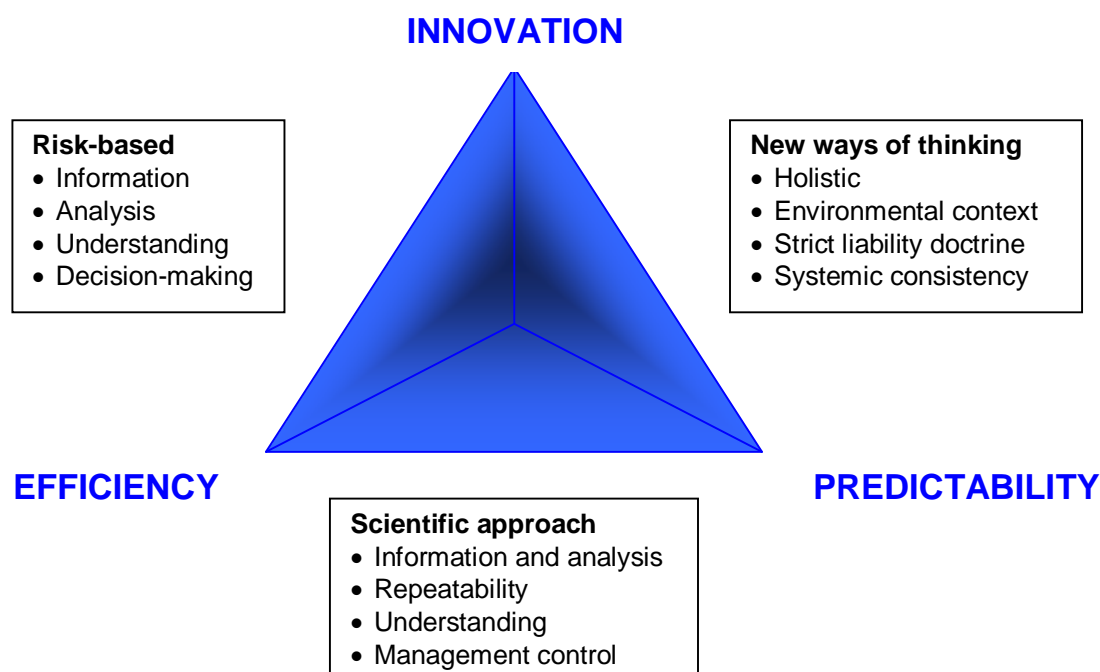 INNOVATION
Risk-based
• Information
• Analysis
• Understanding
• Decision-making
New ways of thinking
• Holistic
• Environmental context
• Strict liability doctrine
• Systemic consistency
EFFICIENCY
PREDICTABILITY
Scientific approach
• Information and analysis
• Repeatability
• Understanding
• Management control